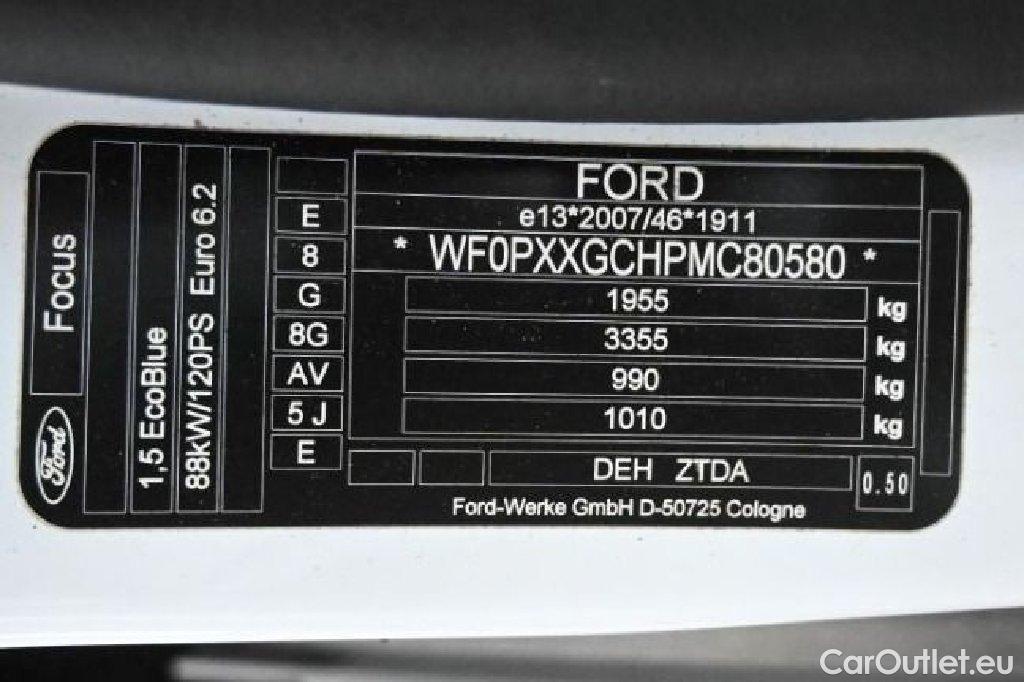 Focus
Ford
1,5 EcoBlue
88kW/120PS Euro 6.2
E
8
G
8G
AV
5 J
E
FORD
e13*2007/46*1911
* WF0PXXGCHPMC80580 *
1955 kg
3355 kg
990 kg
1010 kg
DEH ZTDA
0.50
Ford-Werke GmbH D-50725 Cologne
CarOutlet.eu